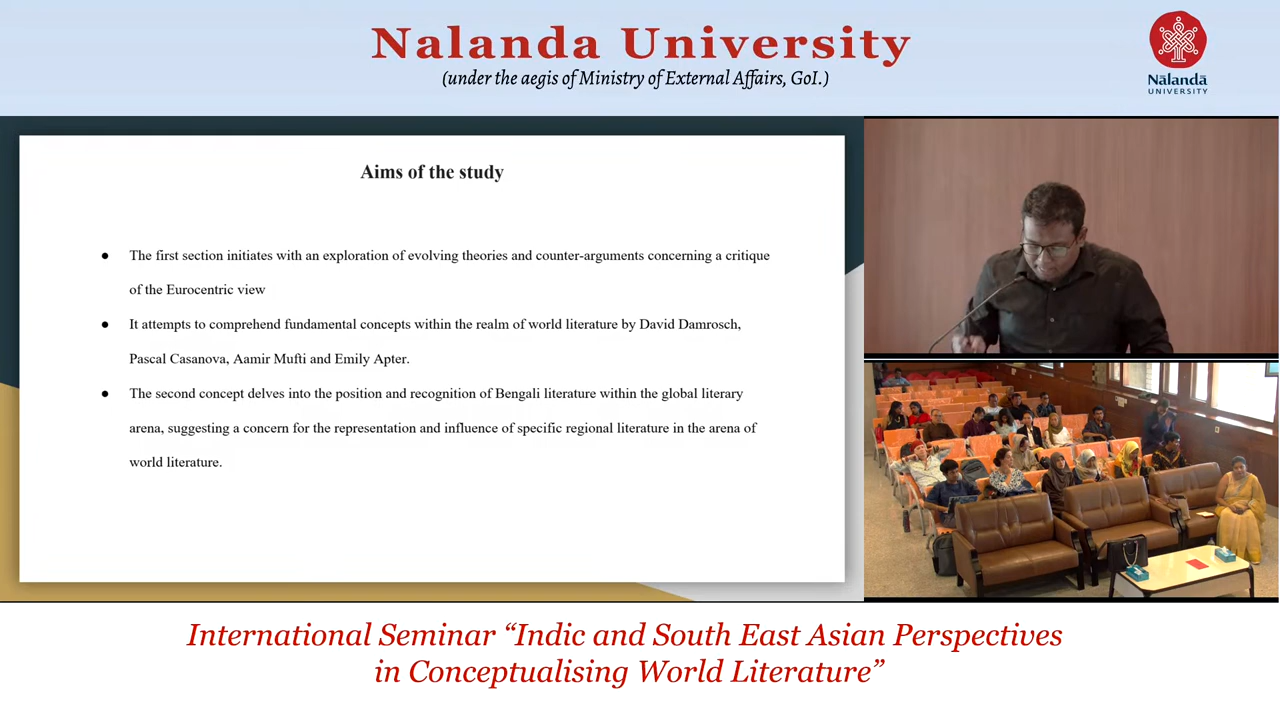 Nalanda University
(under the aegis of Ministry of External Affairs, GoI.)
Nālandā
UNIVERSITY
Aims of the study
● The first section initiates with an exploration of evolving theories and counter-arguments concerning a critique
of the Eurocentric view
● It attempts to comprehend fundamental concepts within the realm of world literature by David Damrosch,
Pascal Casanova, Aamir Mufti and Emily Apter.
● The second concept delves into the position and recognition of Bengali literature within the global literary
arena, suggesting a concern for the representation and influence of specific regional literature in the arena of
world literature.
International Seminar “Indic and South East Asian Perspectives
in Conceptualising World Literature”